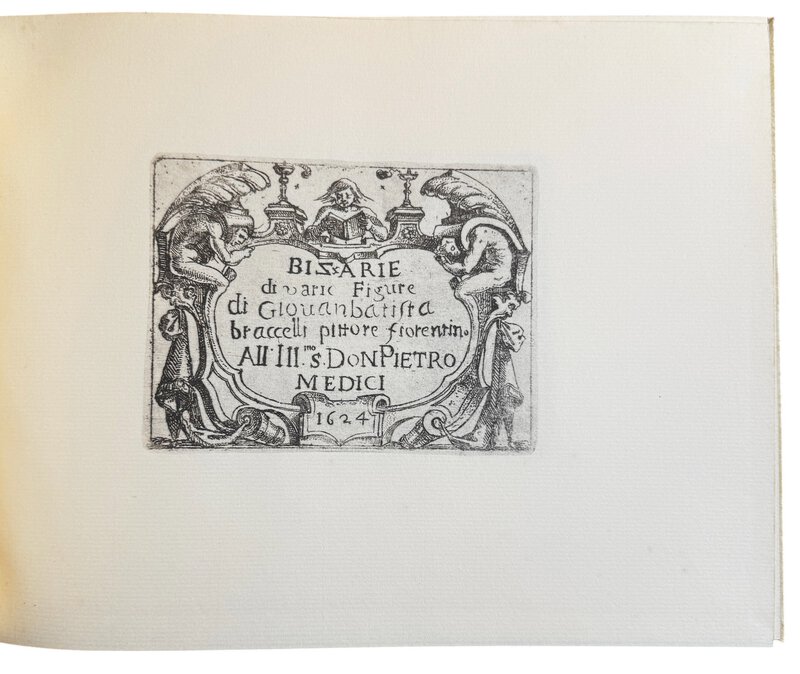 BIZARIE
di varie Figure
di Giouanbatista
braccelli pittore fiorentino
All' Ill.mo S. DON PIETRO
MEDICI
1624